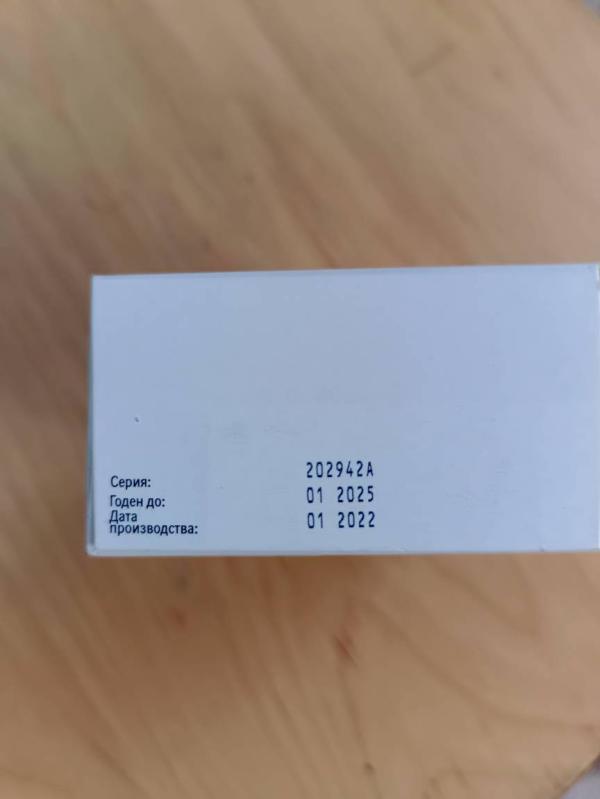 Серия: 202942A
Годен до: 01 2025
Дата
производства: 01 2022